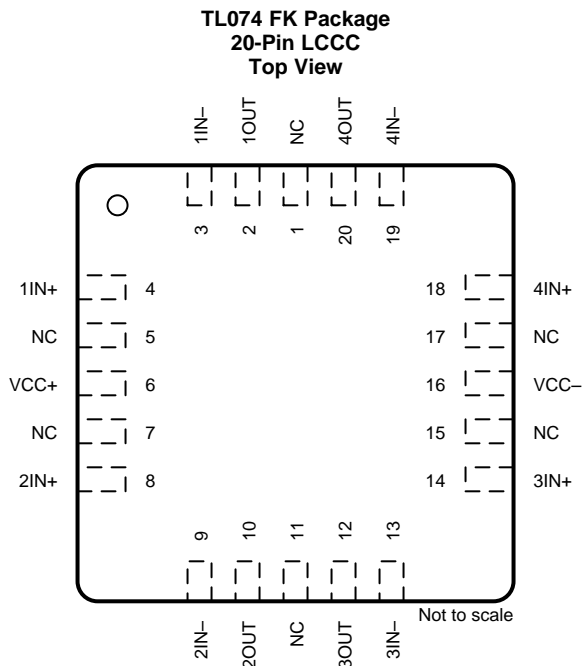 TL074 FK Package
20-Pin LCCC
Top View
1IN–
1OUT
NC
4OUT
4IN–
3
2
1
20
19
1IN+ 4
18 4IN+
NC 5
17 NC
VCC+ 6
16 VCC–
NC 7
15 NC
2IN+ 8
14 3IN+
9
10
11
12
13
2IN–
2OUT
NC
3OUT
3IN–
Not to scale